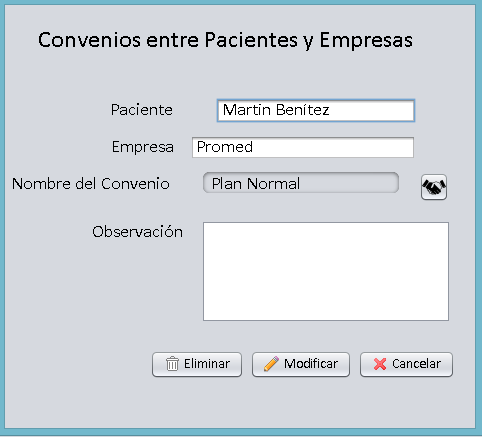 Convenios entre Pacientes y Empresas
Paciente Martin Benítez
Empresa Promed
Nombre del Convenio Plan Normal
Observación
Eliminar Modificar Cancelar